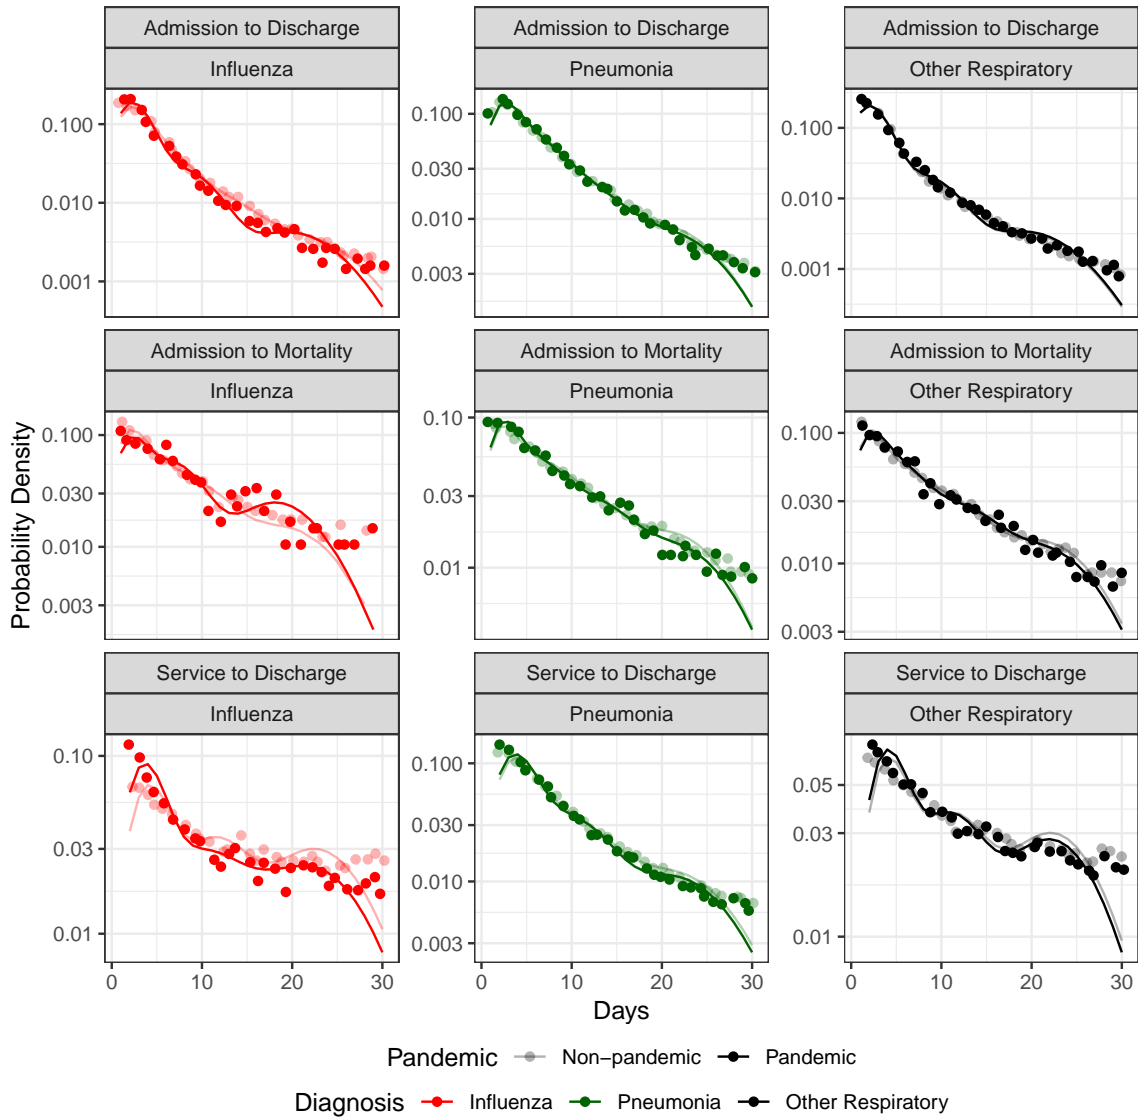 Admission to Discharge
Admission to Discharge
Admission to Discharge
Influenza
Pneumonia
Other Respiratory
0.100
0.010
0.001
0.100
0.030
0.010
0.003
0.100
0.010
0.001
Admission to Mortality
Admission to Mortality
Admission to Mortality
Influenza
Pneumonia
Other Respiratory
0.100
0.030
0.010
0.003
0.10
0.03
0.01
0.100
0.030
0.010
0.003
Probability Density
Service to Discharge
Service to Discharge
Service to Discharge
Influenza
Pneumonia
Other Respiratory
0.10
0.03
0.01
0.100
0.030
0.010
0.003
0.05
0.03
0.01
0 10 20 30
0 10 20 30
0 10 20 30
Days
Pandemic Non−pandemic Pandemic
Diagnosis Influenza Pneumonia Other Respiratory